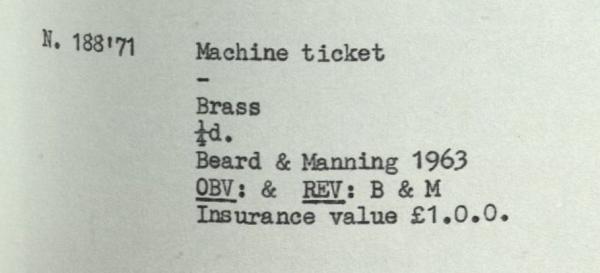 N. 188'71
Machine ticket
-
Brass
¼d.
Beard & Manning 1963
OBV: & REV: B & M
Insurance value £1.0.0.